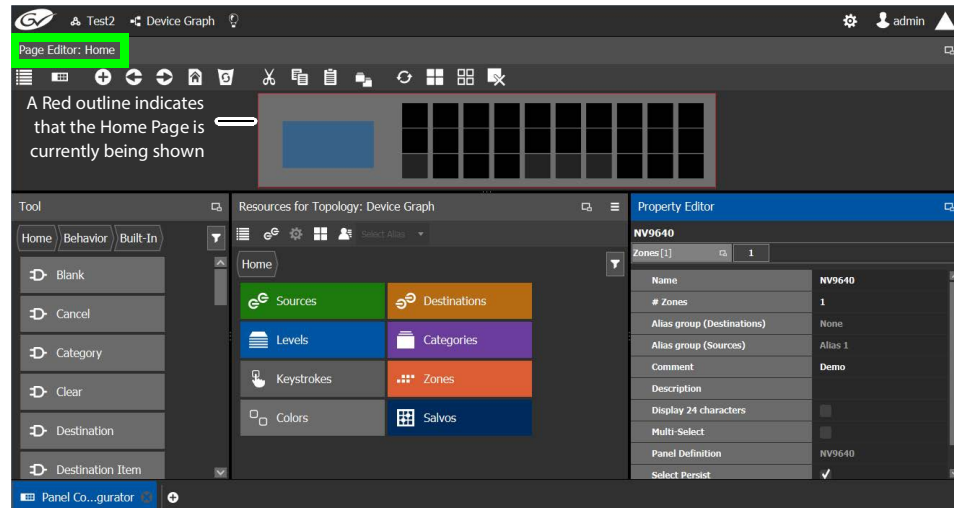 GV Test2 Device Graph admin
Page Editor: Home
A Red outline indicates
that the Home Page is
currently being shown
Tool
Home Behavior Built-In
Blank
Cancel
Category
Clear
Destination
Destination Item
Resources for Topology: Device Graph
Select Alias
Home
Sources Destinations
Levels Categories
Keystrokes Zones
Colors Salvos
Property Editor
NV9640
Zones [1] 1
Name NV9640
# Zones 1
Alias group (Destinations) None
Alias group (Sources) Alias 1
Comment Demo
Description
Display 24 characters
Multi-Select
Panel Definition NV9640
Select Persist
Panel Co...gurator